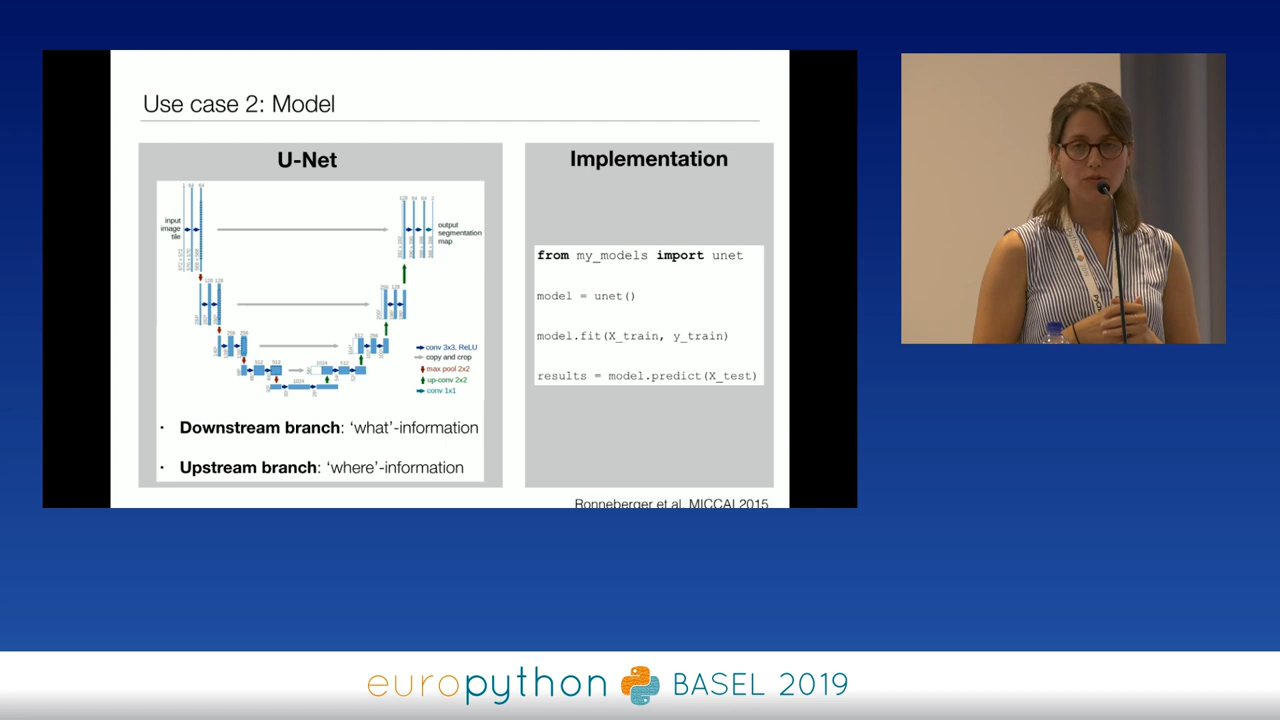 Use case 2: Model
U-Net
input
image
tile
output
segmentation
map
conv 3x3, ReLU
copy and crop
max pool 2x2
up-conv 2x2
conv 1x1
• Downstream branch: ‘what’-information
• Upstream branch: ‘where’-information
Implementation
from my_models import unet
model = unet()
model.fit(X_train, y_train)
results = model.predict(X_test)
Ronneberger et al. MICCAI 2015
europython BASEL 2019